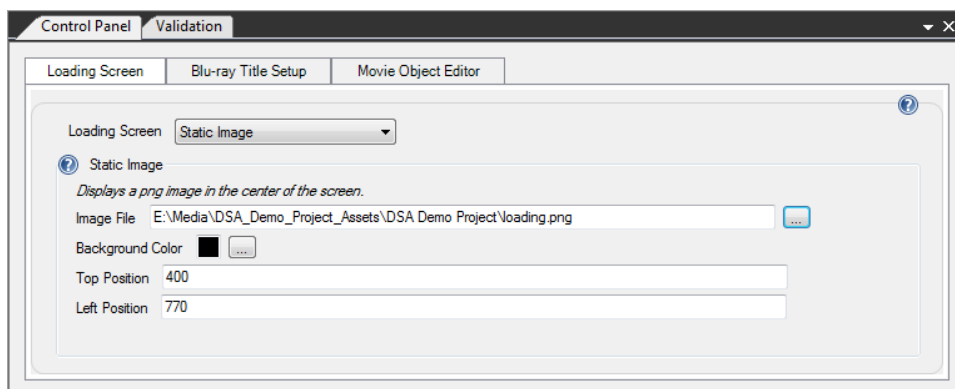 Control Panel Validation
Loading Screen Blu-ray Title Setup Movie Object Editor
?
Loading Screen Static Image
? Static Image
Displays a png image in the center of the screen.
Image File E:\Media\DSA_Demo_Project_Assets\DSA Demo Project\loading.png ...
Background Color ...
Top Position 400
Left Position 770